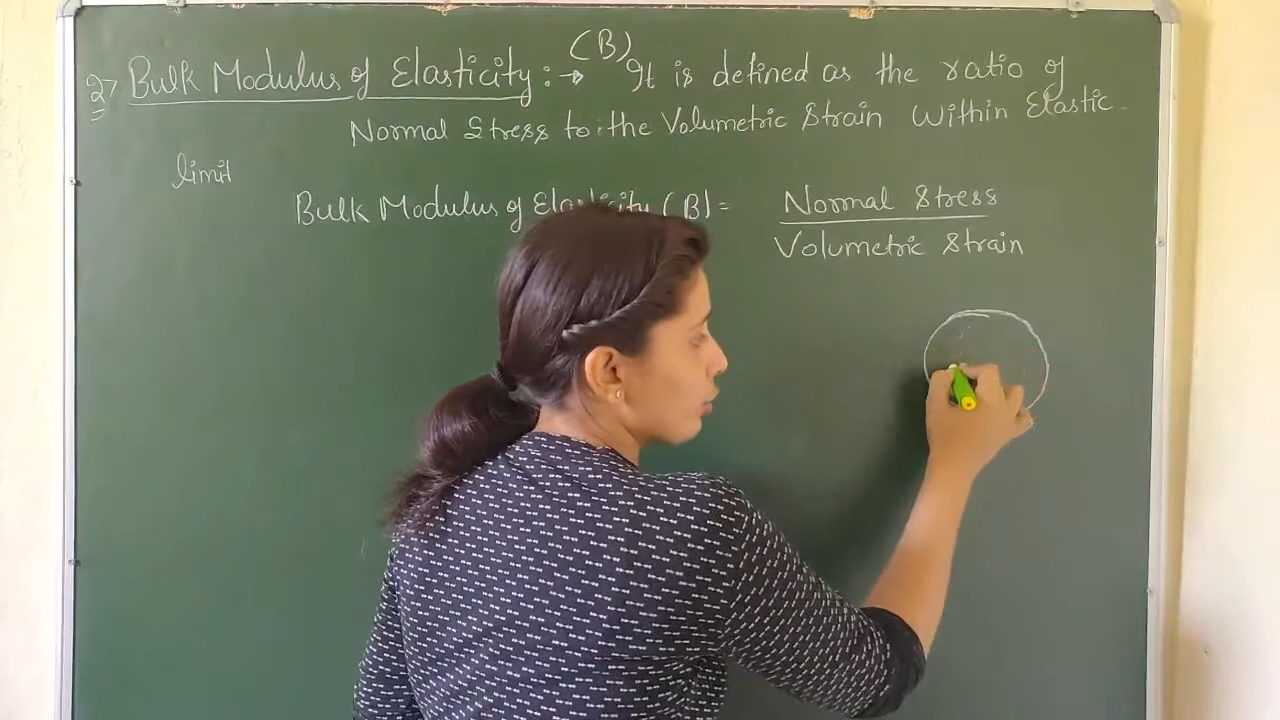 2> Bulk Modulus of Elasticity :→ (B) It is defined as the ratio of
Normal Stress to the Volumetric Strain Within Elastic
limit
Bulk Modulus of Elasticity (B) = Normal Stress
Volumetric Strain